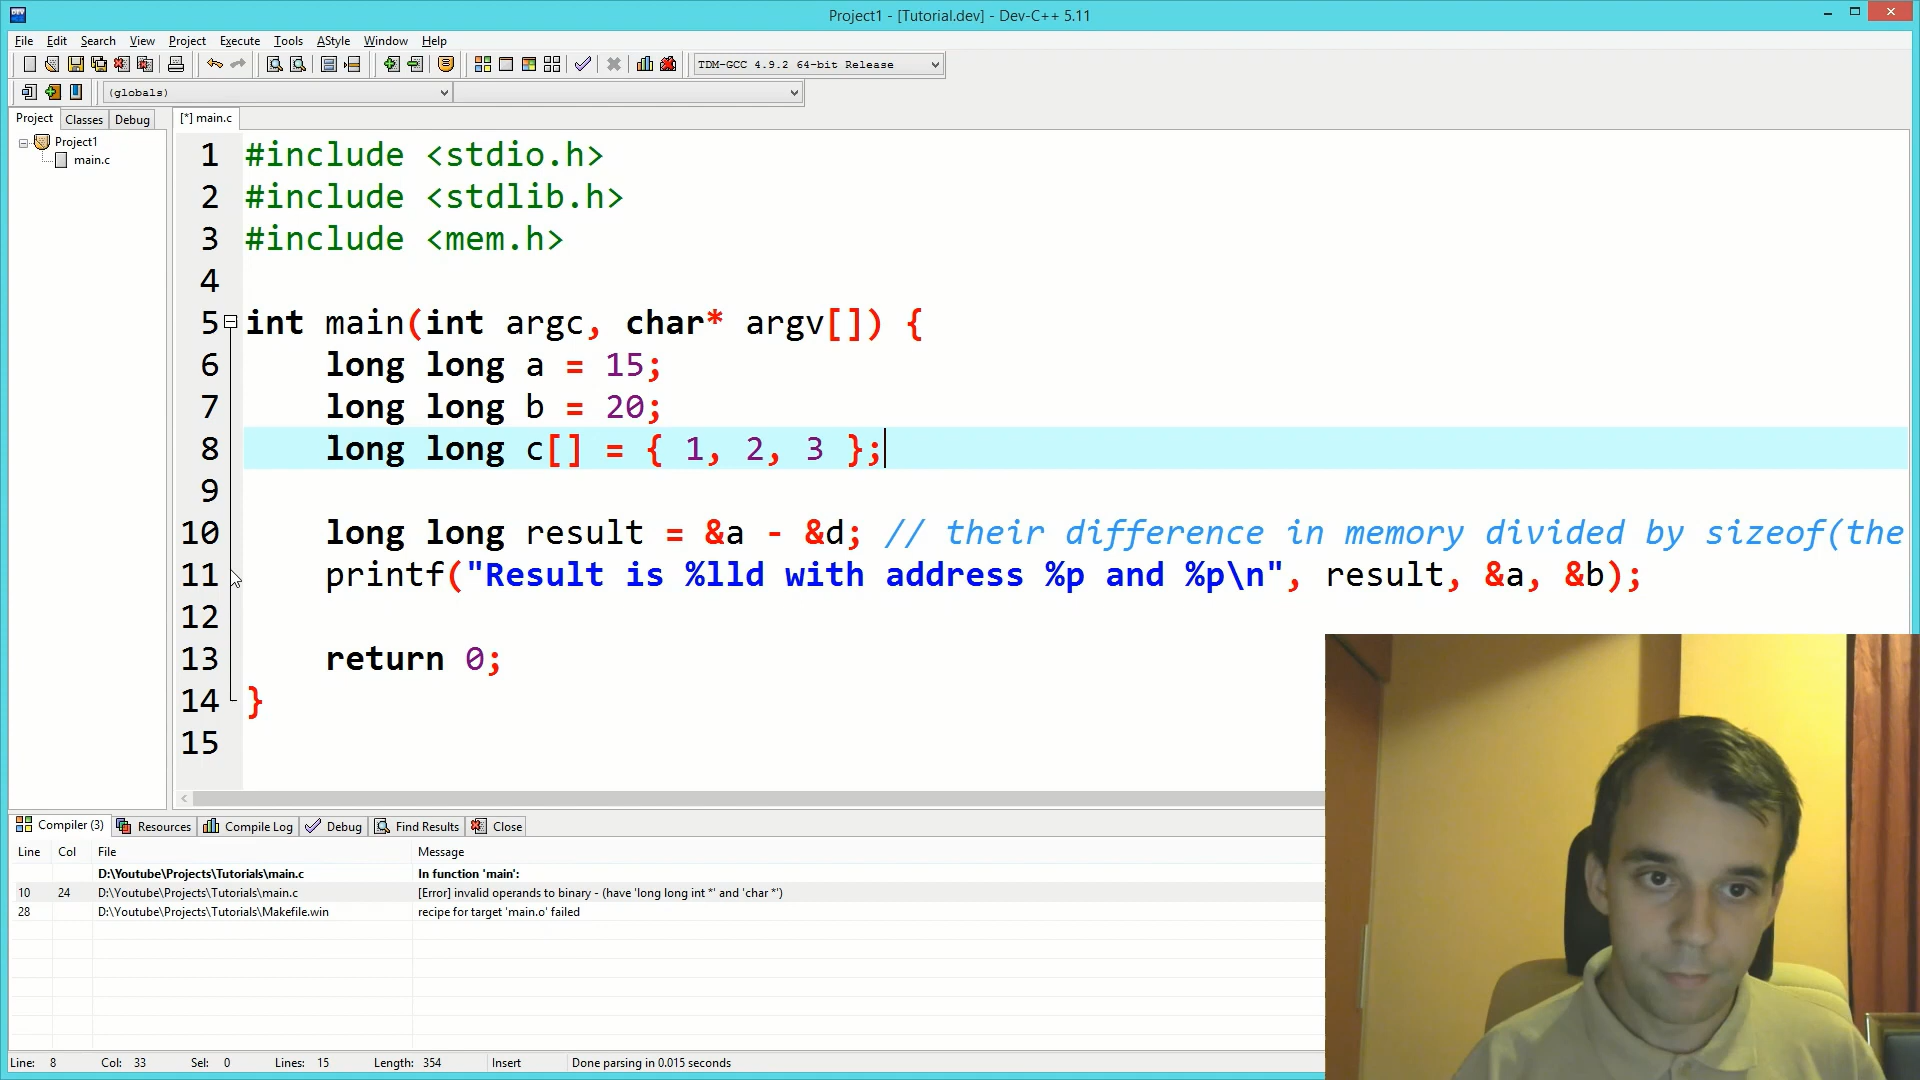 Project1 - [Tutorial.dev] - Dev-C++ 5.11
File Edit Search View Project Execute Tools AStyle Window Help
TDM-GCC 4.9.2 64-bit Release
(globals)
Project Classes Debug
[*] main.c
Project1
main.c
1 #include <stdio.h>
2 #include <stdlib.h>
3 #include <mem.h>
4
5 int main(int argc, char* argv[]) {
6 long long a = 15;
7 long long b = 20;
8 long long c[] = { 1, 2, 3 };
9
10 long long result = &a - &d; // their difference in memory divided by sizeof(the
11 printf("Result is %lld with address %p and %p\n", result, &a, &b);
12
13 return 0;
14 }
15
Compiler (3) Resources Compile Log Debug Find Results Close
Line Col File Message
D:\Youtube\Projects\Tutorials\main.c In function 'main':
10 24 D:\Youtube\Projects\Tutorials\main.c [Error] invalid operands to binary - (have 'long long int *' and 'char *')
28 D:\Youtube\Projects\Tutorials\Makefile.win recipe for target 'main.o' failed
Line: 8 Col: 33 Sel: 0 Lines: 15 Length: 354 Insert Done parsing in 0.015 seconds